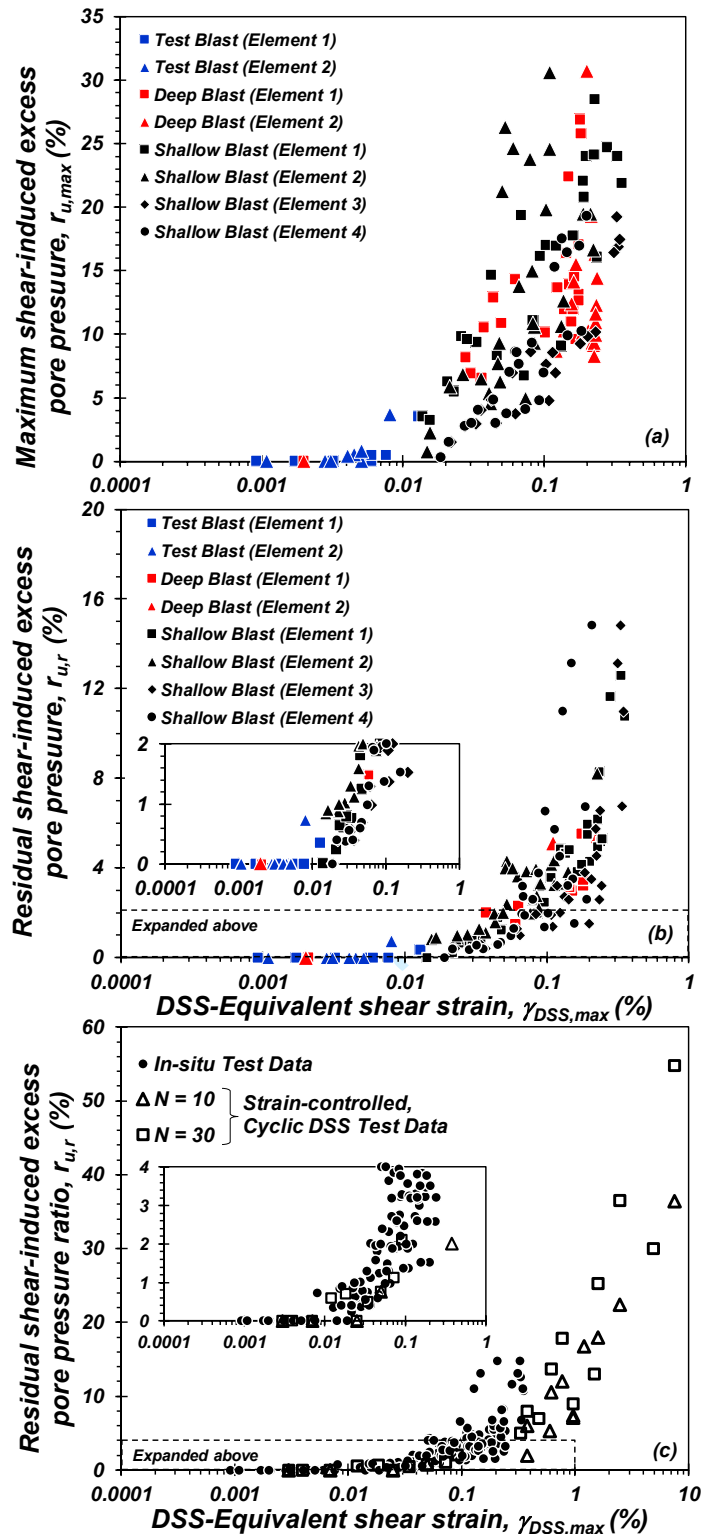 35
30
25
20
15
10
5
0
Maximum shear-induced excess
pore presuure, ru,max (%)
Test Blast (Element 1)
Test Blast (Element 2)
Deep Blast (Element 1)
Deep Blast (Element 2)
Shallow Blast (Element 1)
Shallow Blast (Element 2)
Shallow Blast (Element 3)
Shallow Blast (Element 4)
(a)
0.0001 0.001 0.01 0.1 1
20
16
12
8
4
0
Residual shear-induced excess
pore presuure, ru,r (%)
Test Blast (Element 1)
Test Blast (Element 2)
Deep Blast (Element 1)
Deep Blast (Element 2)
Shallow Blast (Element 1)
Shallow Blast (Element 2)
Shallow Blast (Element 3)
Shallow Blast (Element 4)
2
1
0
0.0001 0.001 0.01 0.1 1
Expanded above
(b)
0.0001 0.001 0.01 0.1 1
DSS-Equivalent shear strain, γDSS,max (%)
60
50
40
30
20
10
0
Residual shear-induced excess
pore pressure ratio, ru,r (%)
In-situ Test Data
N = 10
N = 30
Strain-controlled,
Cyclic DSS Test Data
4
3
2
1
0
0.0001 0.001 0.01 0.1 1
Expanded above
(c)
0.0001 0.001 0.01 0.1 1 10
DSS-Equivalent shear strain, γDSS,max (%)